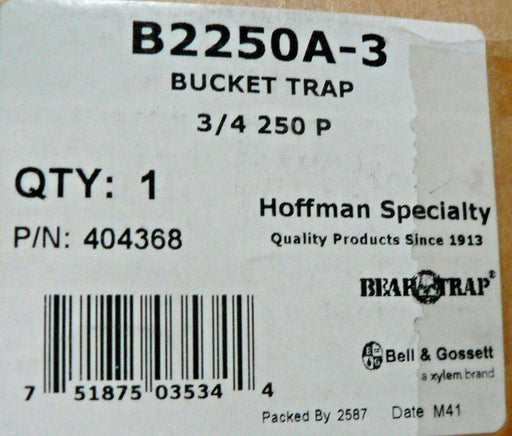 B2250A-3
BUCKET TRAP
3/4 250 P
QTY: 1
P/N: 404368
Hoffman Specialty
Quality Products Since 1913
BEAR TRAP®
Bell & Gossett
a xylem brand
7 51875 03534 4
Packed By 2587 Date M41